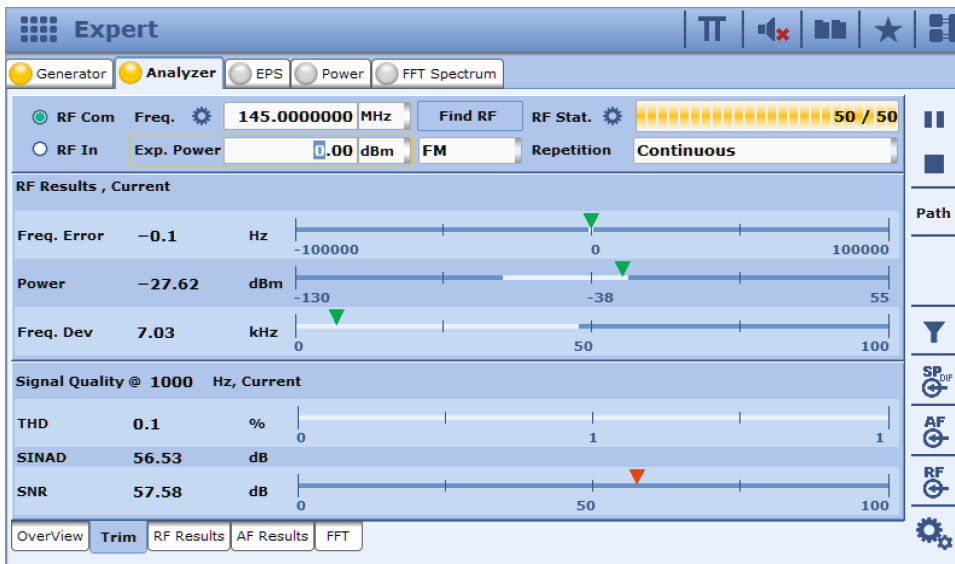 Expert
Generator Analyzer EPS Power FFT Spectrum
RF Com Freq. 145.0000000 MHz Find RF RF Stat. 50 / 50
RF In Exp. Power 0.00 dBm FM Repetition Continuous
Path
RF Results , Current
Freq. Error −0.1 Hz
-100000 0 100000
Power −27.62 dBm
-130 -38 55
Freq. Dev 7.03 kHz
0 50 100
Signal Quality @ 1000 Hz, Current
SP DIF
THD 0.1 %
0 1 1
AF
SINAD 56.53 dB
SNR 57.58 dB
RF
0 50 100
OverView Trim RF Results AF Results FFT